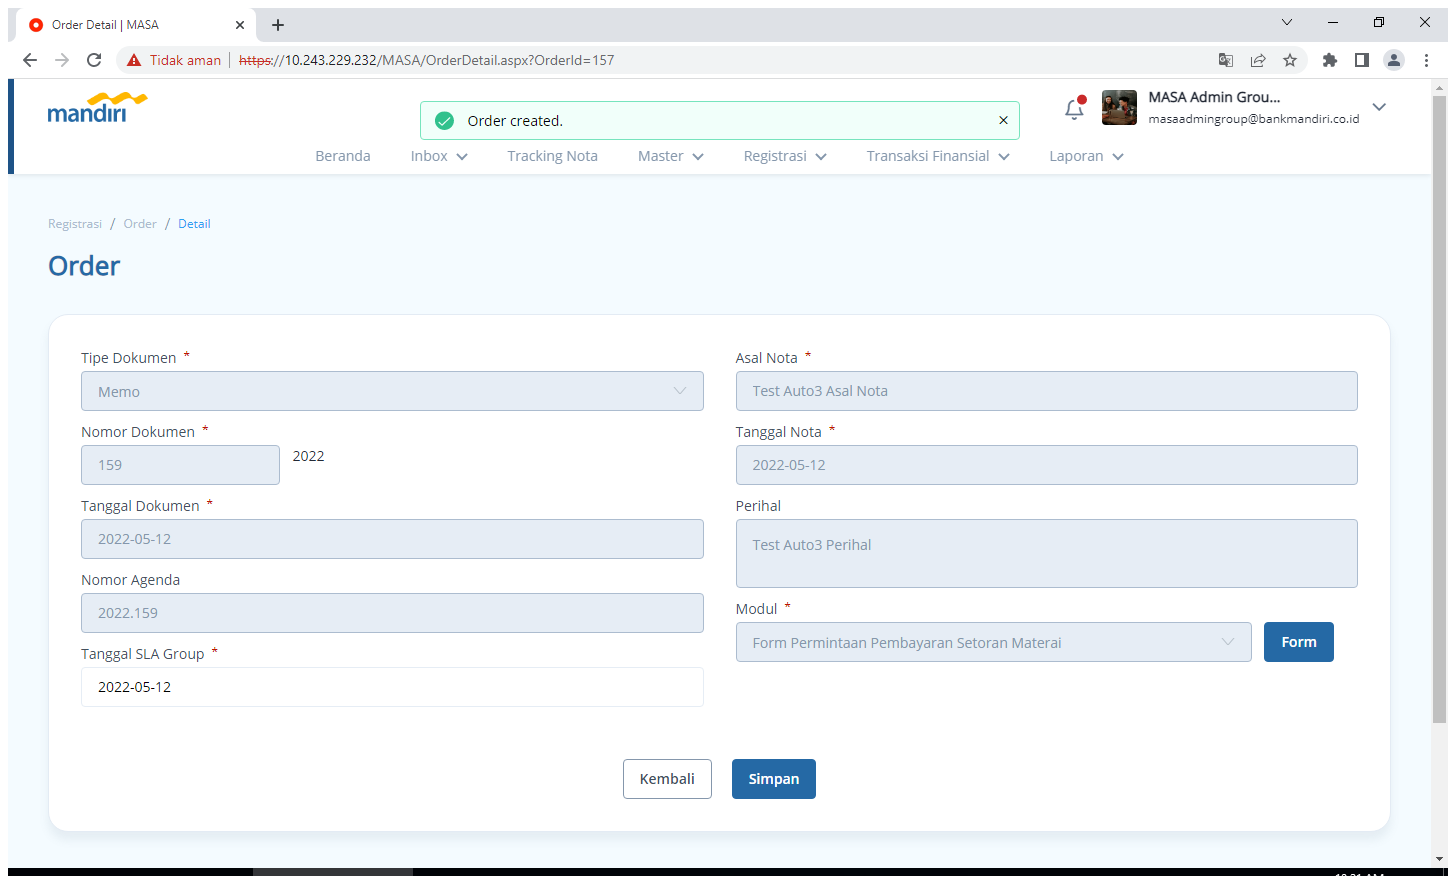 Order Detail | MASA
Tidak aman
https://10.243.229.232/MASA/OrderDetail.aspx?OrderId=157
mandiri
Order created.
MASA Admin Grou...
masaadmingroup@bankmandiri.co.id
Beranda Inbox Tracking Nota Master Registrasi Transaksi Finansial Laporan
Registrasi / Order / Detail
Order
Tipe Dokumen *
Memo
Nomor Dokumen *
159 2022
Tanggal Dokumen *
2022-05-12
Nomor Agenda
2022.159
Tanggal SLA Group *
2022-05-12
Asal Nota *
Test Auto3 Asal Nota
Tanggal Nota *
2022-05-12
Perihal
Test Auto3 Perihal
Modul *
Form Permintaan Pembayaran Setoran Materai Form
Kembali Simpan